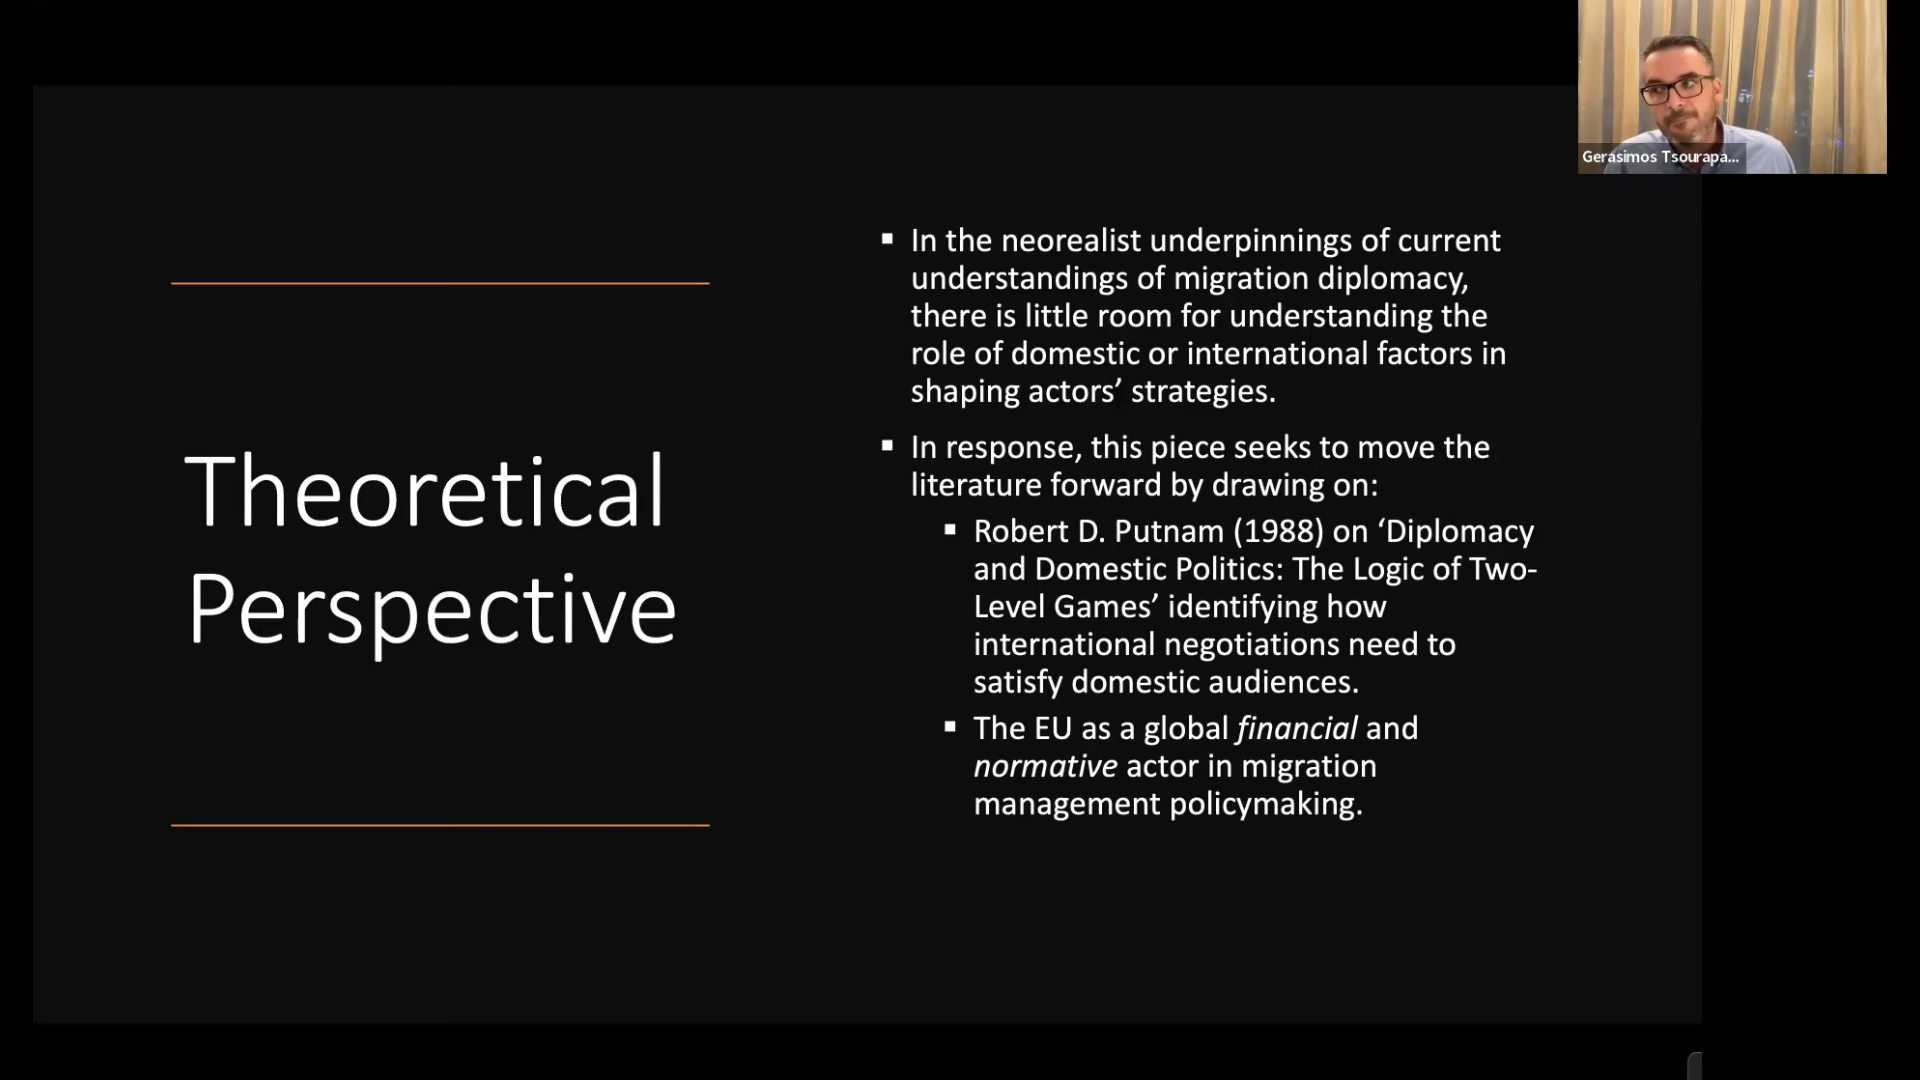 Gerasimos Tsourapa...
Theoretical
Perspective
▪ In the neorealist underpinnings of current
understandings of migration diplomacy,
there is little room for understanding the
role of domestic or international factors in
shaping actors’ strategies.
▪ In response, this piece seeks to move the
literature forward by drawing on:
▪ Robert D. Putnam (1988) on ‘Diplomacy
and Domestic Politics: The Logic of Two-
Level Games’ identifying how
international negotiations need to
satisfy domestic audiences.
▪ The EU as a global financial and
normative actor in migration
management policymaking.